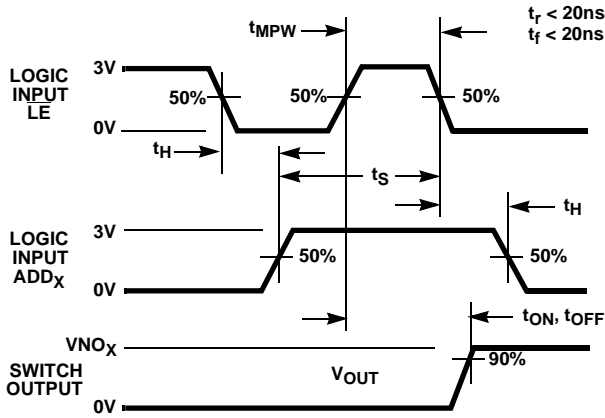 tMPW
tr < 20ns
tf < 20ns
LOGIC
INPUT
LE
3V
0V
50%
50%
50%
tH
tS
tH
LOGIC
INPUT
ADDX
3V
0V
50%
50%
tON, tOFF
SWITCH
OUTPUT
VNOX
0V
VOUT
90%